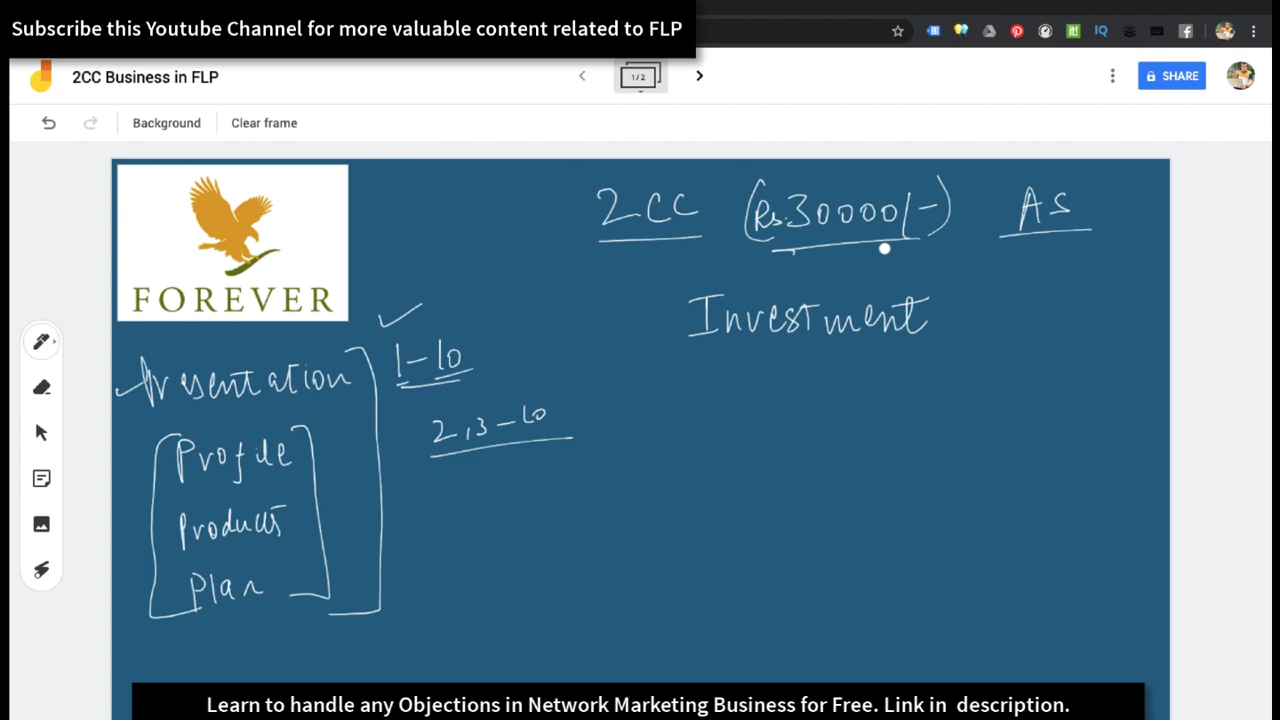 Subscribe this Youtube Channel for more valuable content related to FLP
2CC Business in FLP
1/2
SHARE
Background
Clear frame
FOREVER
2CC (Rs.30000/-) AS
Investment
1-10
Presentation
2,3-10
Profile
Products
Plan
Learn to handle any Objections in Network Marketing Business for Free. Link in description.